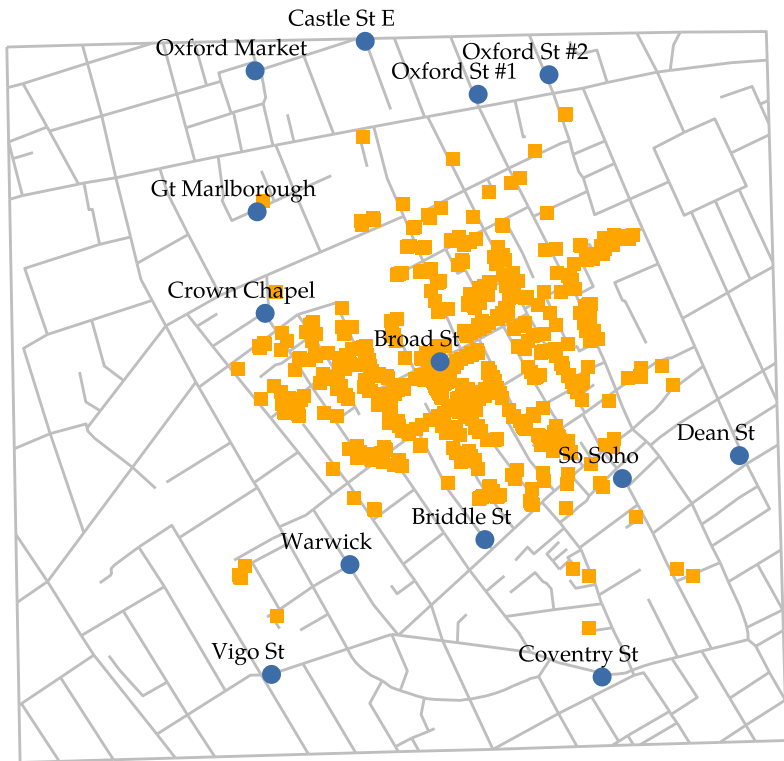 Castle St E
Oxford Market
Oxford St #2
Oxford St #1
Gt Marlborough
Crown Chapel
Broad St
Dean St
So Soho
Briddle St
Warwick
Vigo St
Coventry St